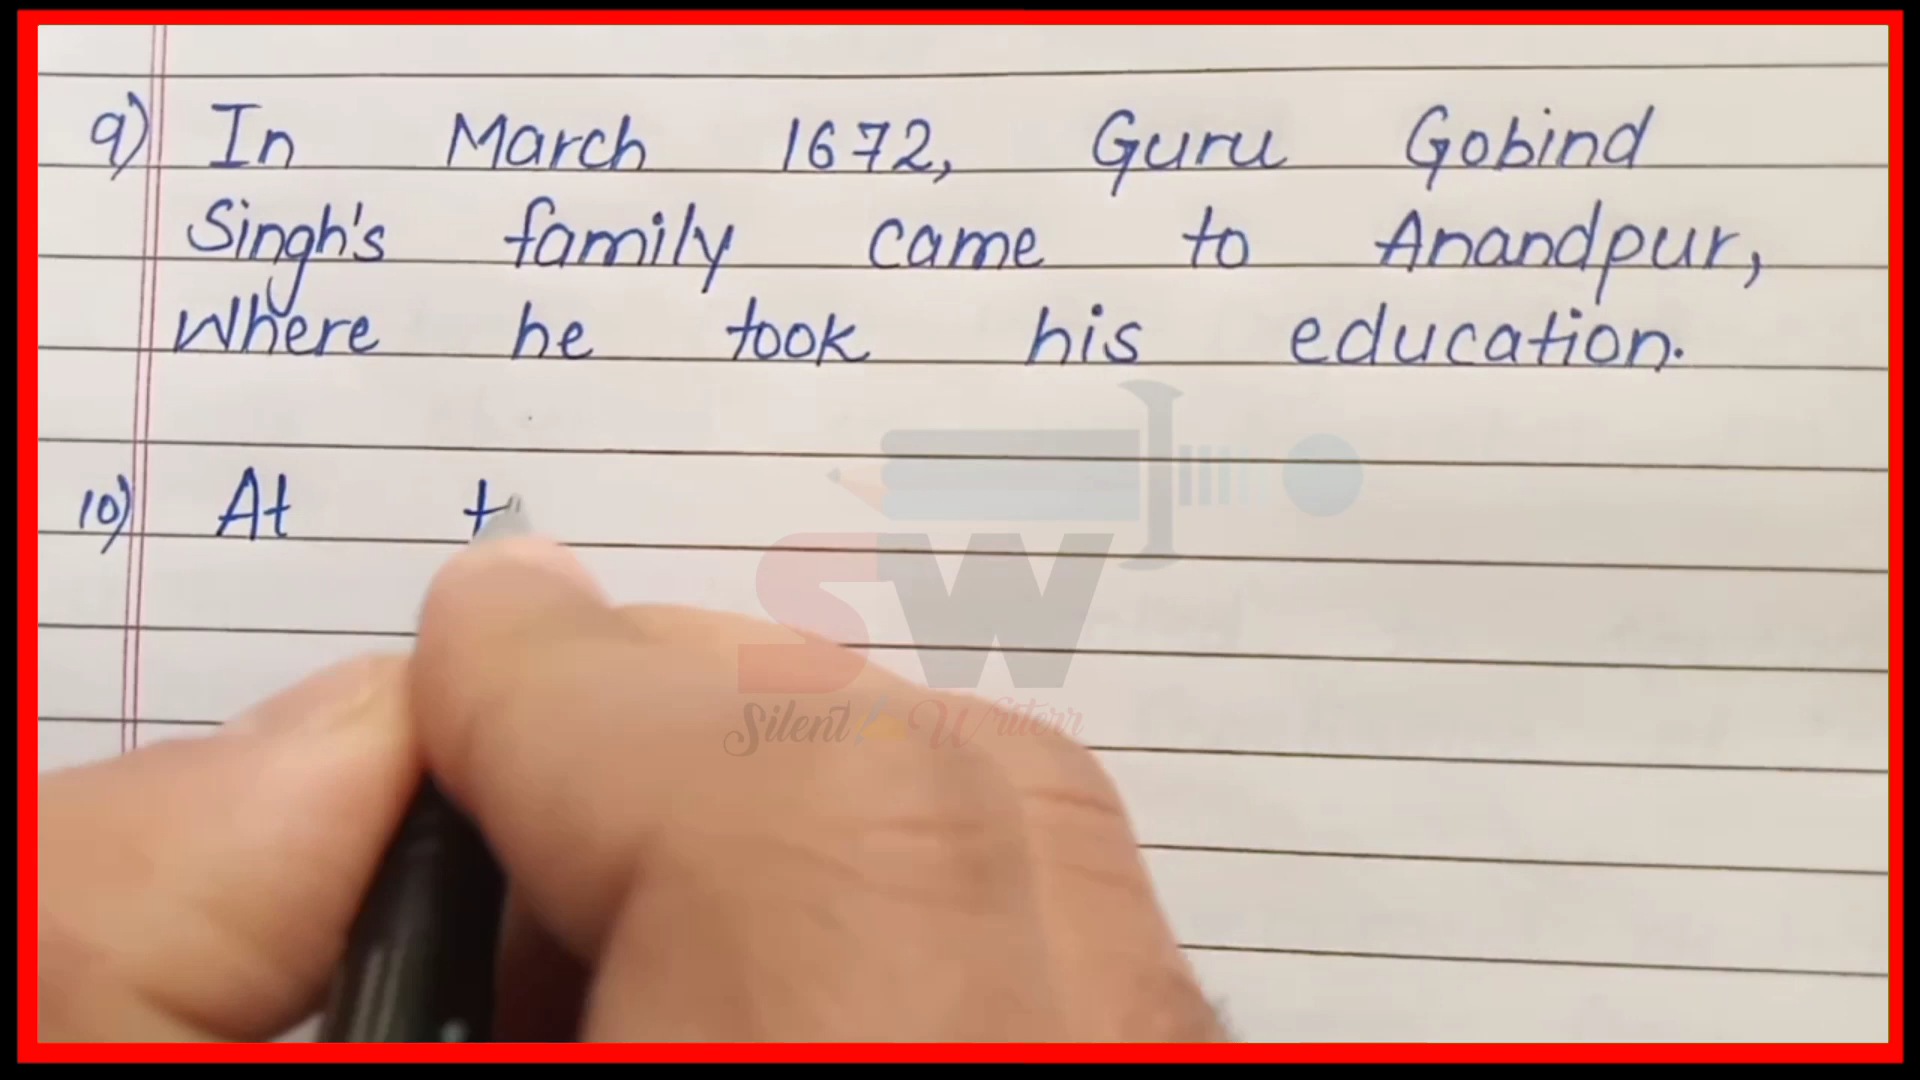 9) In March 1672, Guru Gobind
Singh's family came to Anandpur,
Where he took his education.
10) At t
SW
Silent Writerr